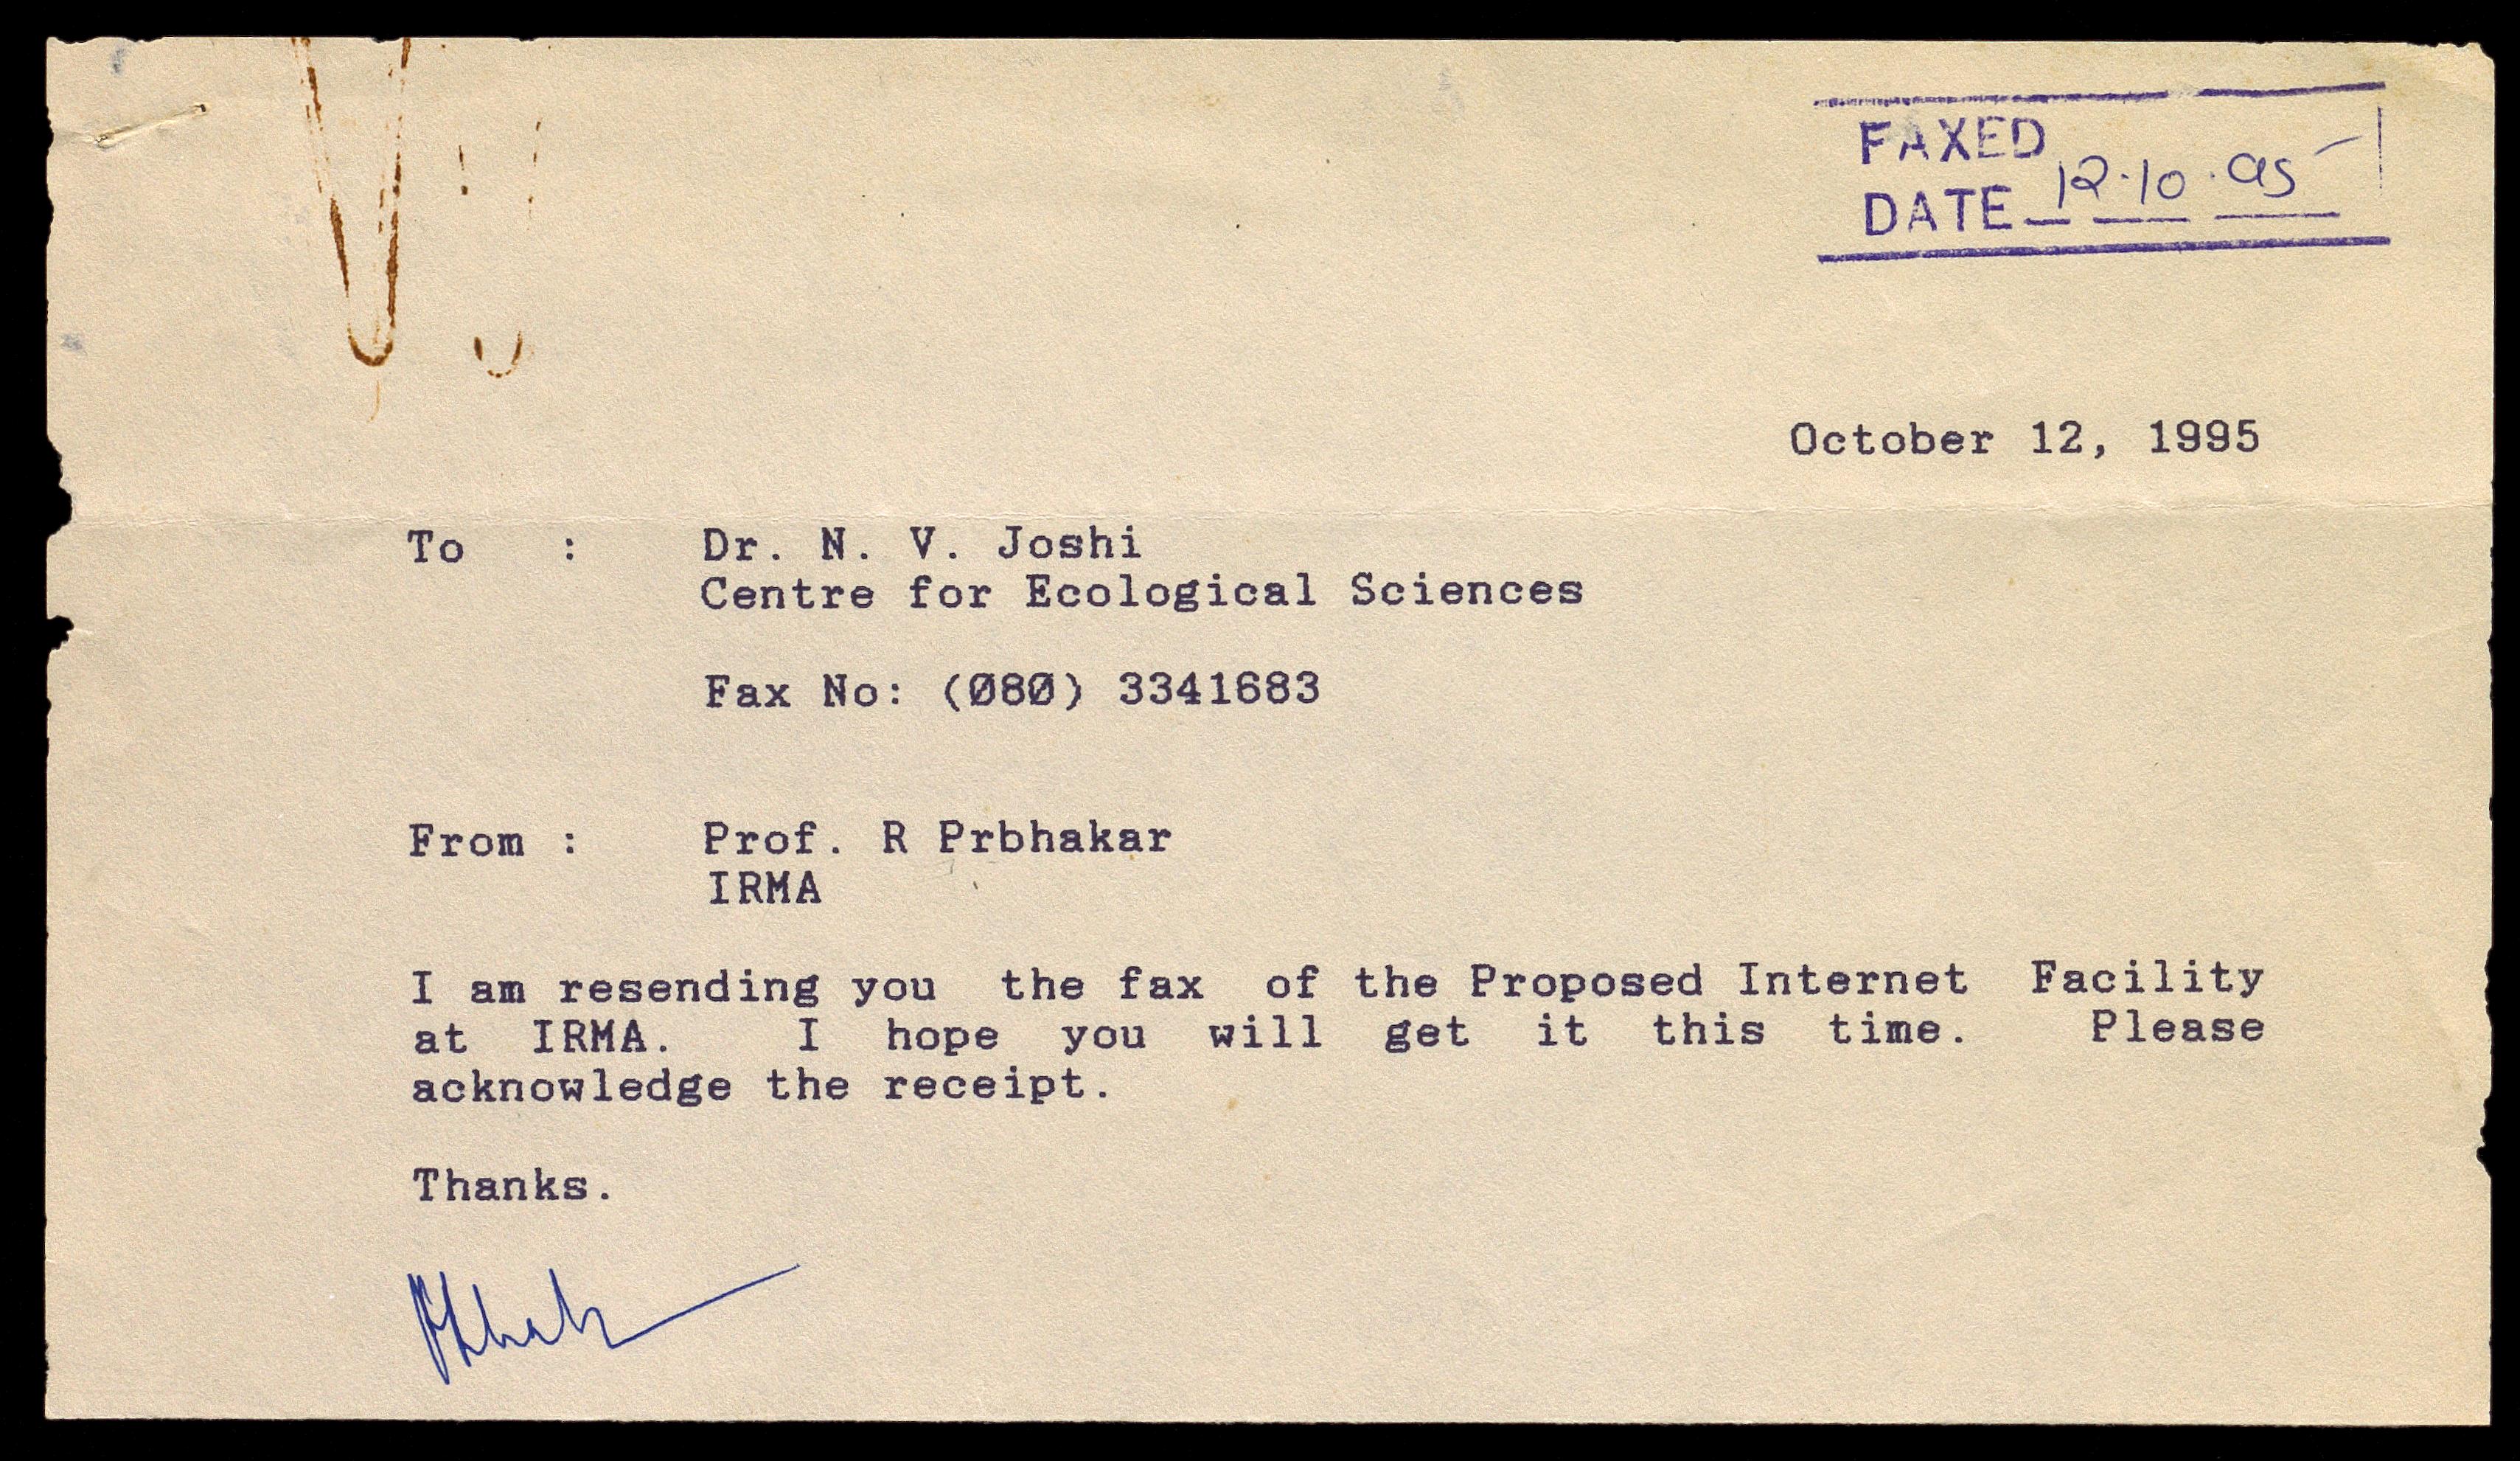 FAXED
DATE 12.10.95
October 12, 1995
To : Dr. N. V. Joshi
Centre for Ecological Sciences
Fax No: (080) 3341683
From : Prof. R Prbhakar
IRMA
I am resending you the fax of the Proposed Internet Facility
at IRMA. I hope you will get it this time. Please
acknowledge the receipt.
Thanks.